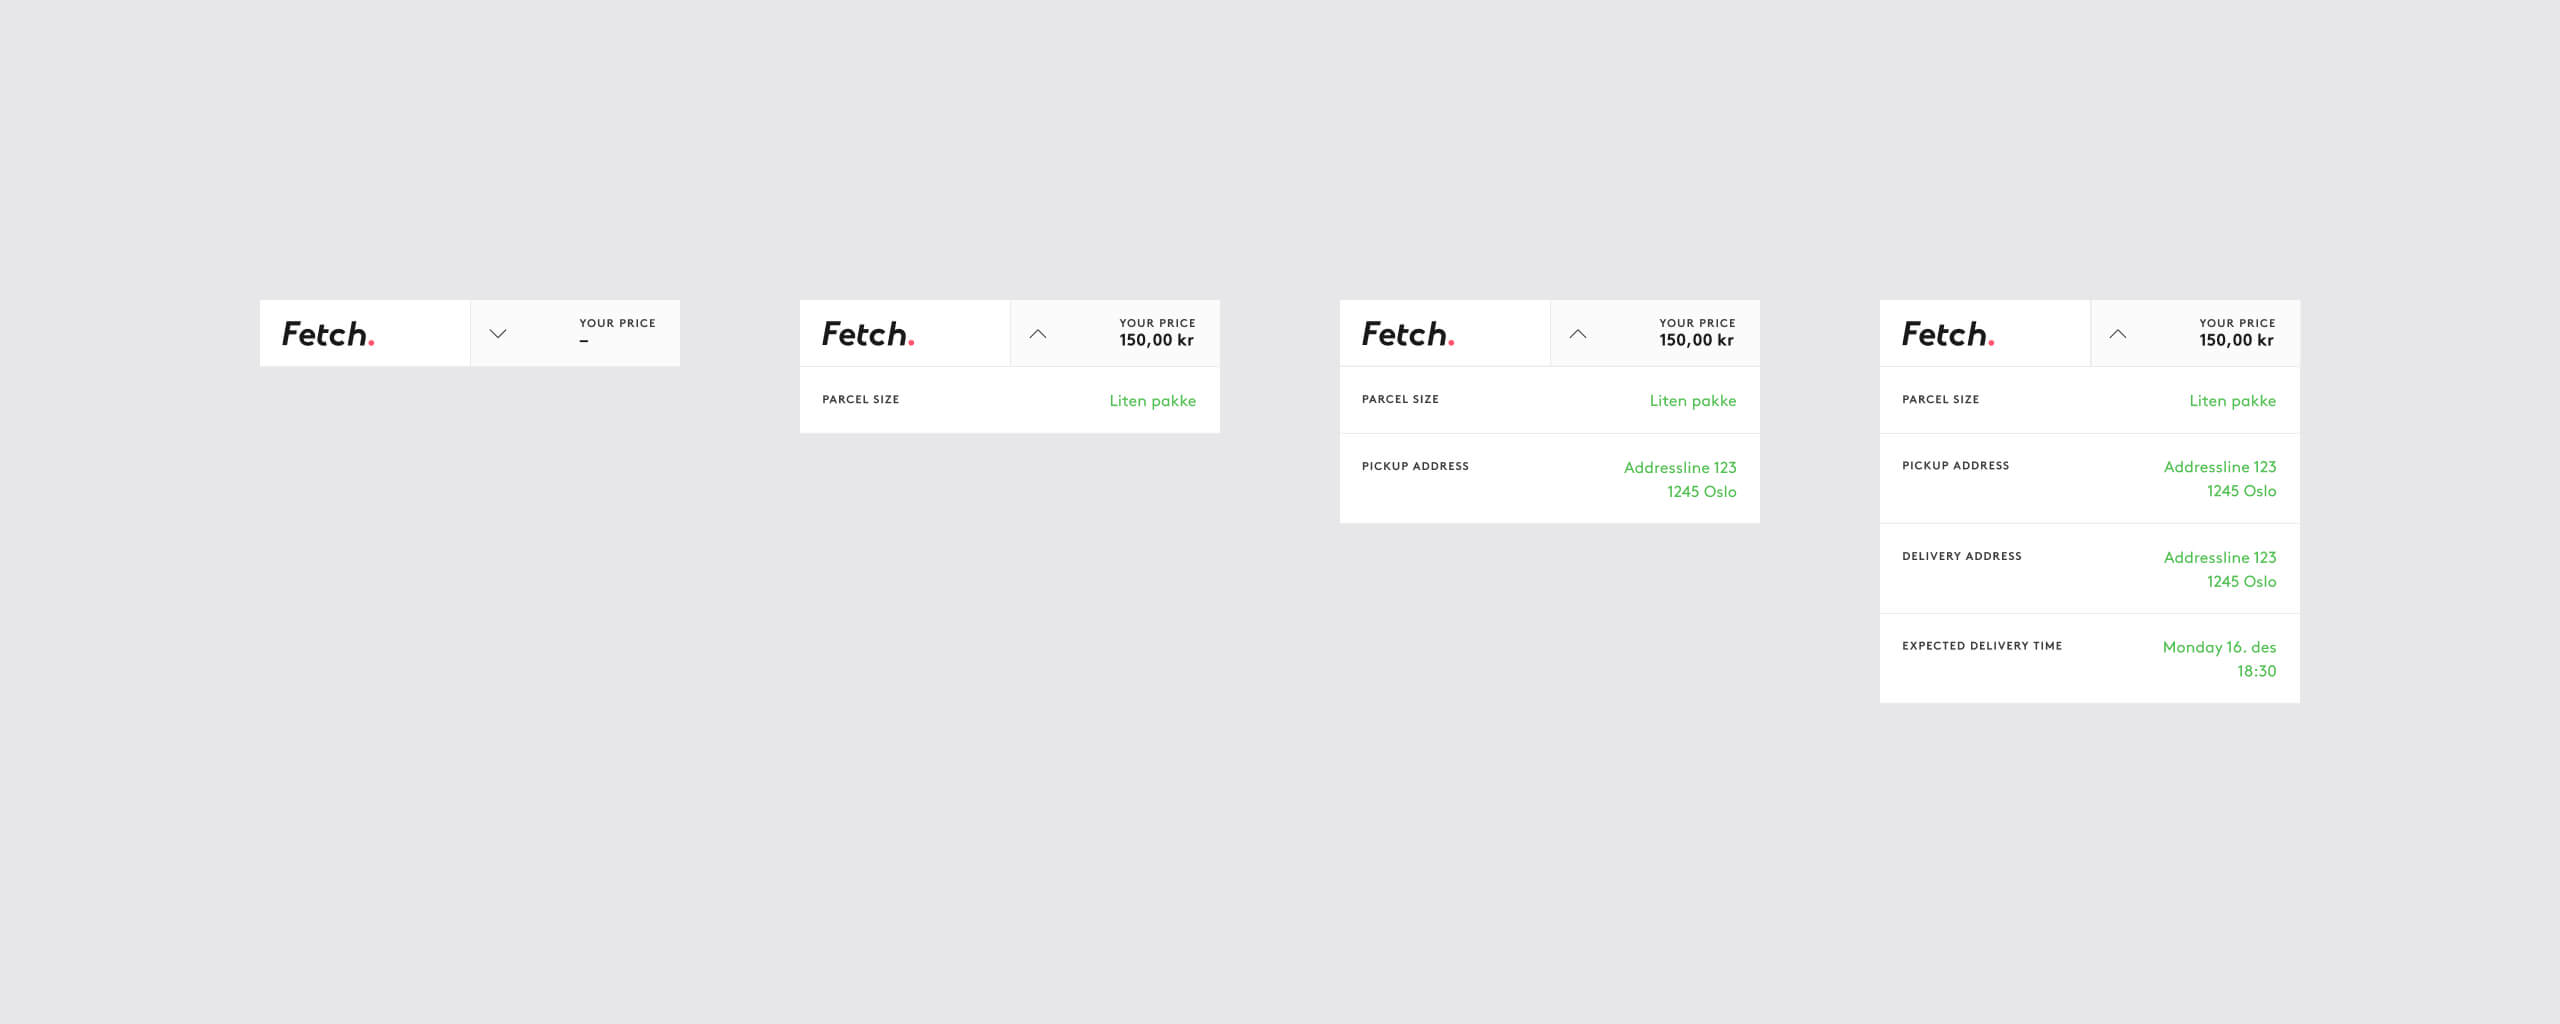 Fetch.
YOUR PRICE
–
Fetch.
YOUR PRICE
150,00 kr
PARCEL SIZE
Liten pakke
Fetch.
YOUR PRICE
150,00 kr
PARCEL SIZE
Liten pakke
PICKUP ADDRESS
Addressline 123
1245 Oslo
Fetch.
YOUR PRICE
150,00 kr
PARCEL SIZE
Liten pakke
PICKUP ADDRESS
Addressline 123
1245 Oslo
DELIVERY ADDRESS
Addressline 123
1245 Oslo
EXPECTED DELIVERY TIME
Monday 16. des
18:30